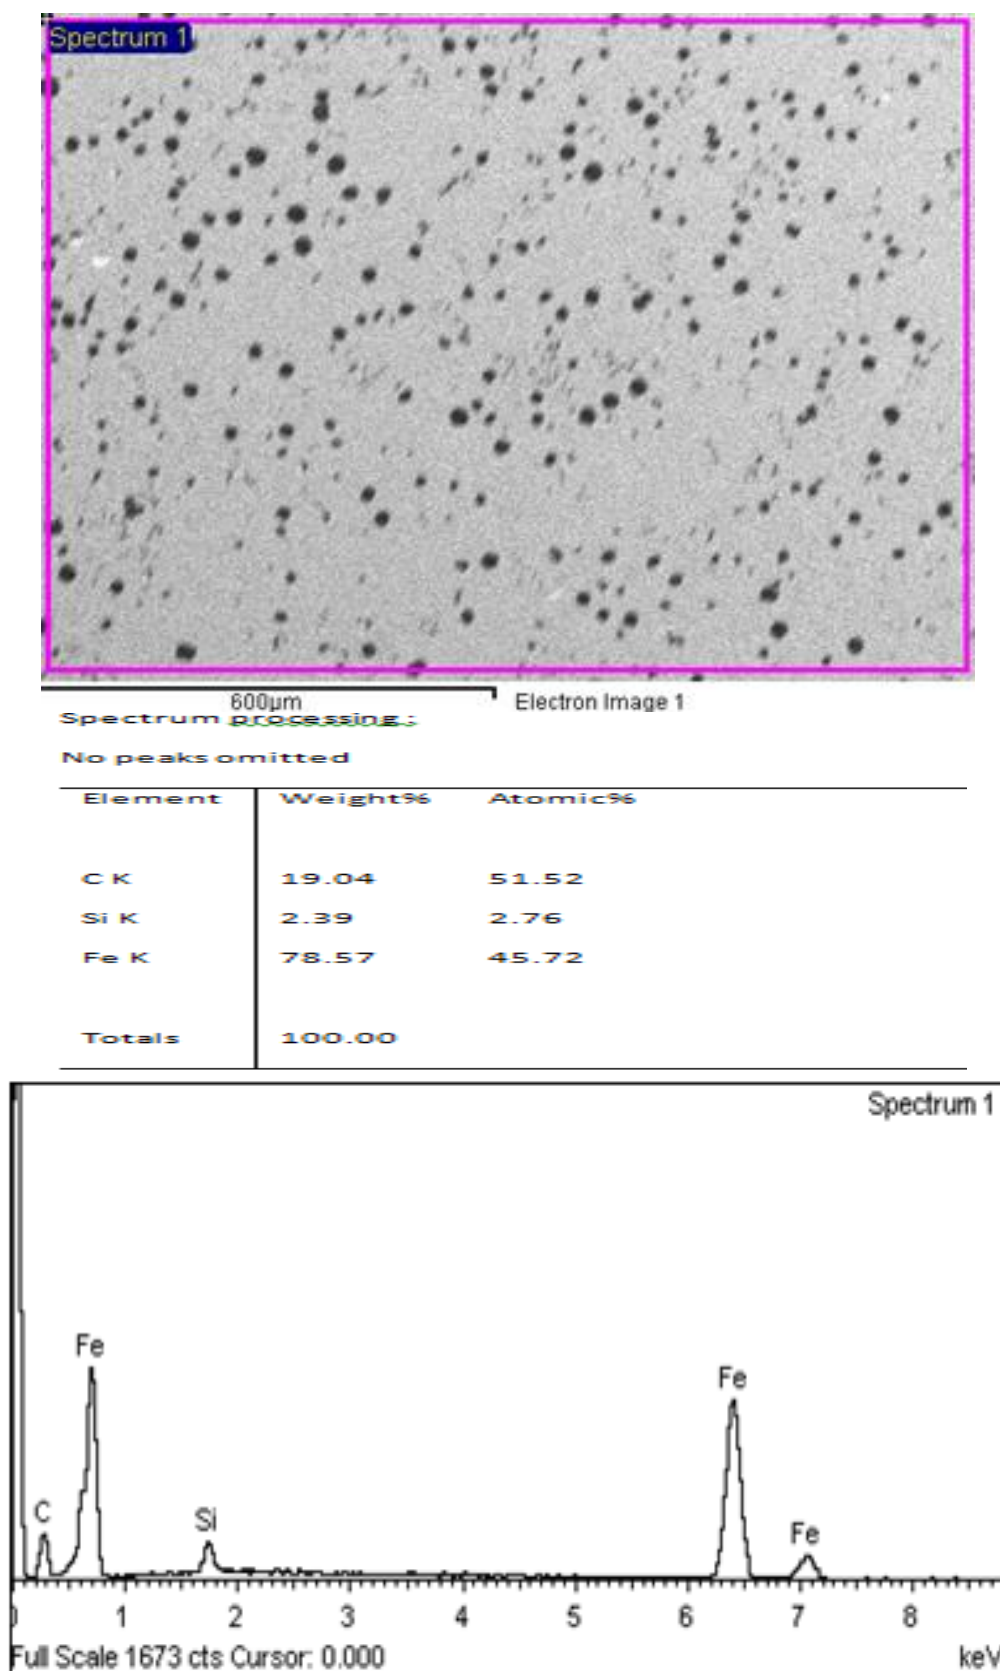 Spectrum 1
600µm Electron Image 1
Spectrum processing :
No peaks omitted
Element Weight% Atomic%
C K 19.04 51.52
Si K 2.39 2.76
Fe K 78.57 45.72
Totals 100.00
Spectrum 1
Fe
Fe
C
Si
Fe
0 1 2 3 4 5 6 7 8
Full Scale 1673 cts Cursor: 0.000 keV